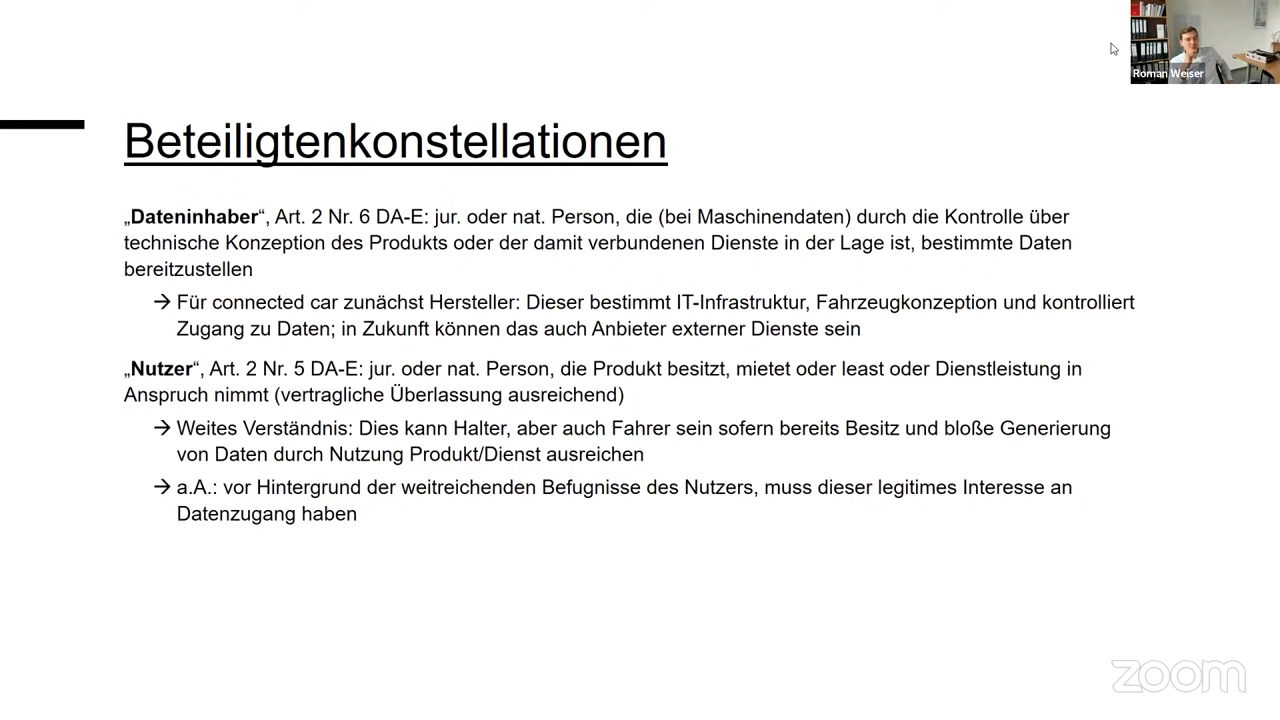 Roman Weiser
Beteiligtenkonstellationen
„Dateninhaber“, Art. 2 Nr. 6 DA-E: jur. oder nat. Person, die (bei Maschinendaten) durch die Kontrolle über
technische Konzeption des Produkts oder der damit verbundenen Dienste in der Lage ist, bestimmte Daten
bereitzustellen
→ Für connected car zunächst Hersteller: Dieser bestimmt IT-Infrastruktur, Fahrzeugkonzeption und kontrolliert
Zugang zu Daten; in Zukunft können das auch Anbieter externer Dienste sein
„Nutzer“, Art. 2 Nr. 5 DA-E: jur. oder nat. Person, die Produkt besitzt, mietet oder least oder Dienstleistung in
Anspruch nimmt (vertragliche Überlassung ausreichend)
→ Weites Verständnis: Dies kann Halter, aber auch Fahrer sein sofern bereits Besitz und bloße Generierung
von Daten durch Nutzung Produkt/Dienst ausreichen
→ a.A.: vor Hintergrund der weitreichenden Befugnisse des Nutzers, muss dieser legitimes Interesse an
Datenzugang haben
zoom